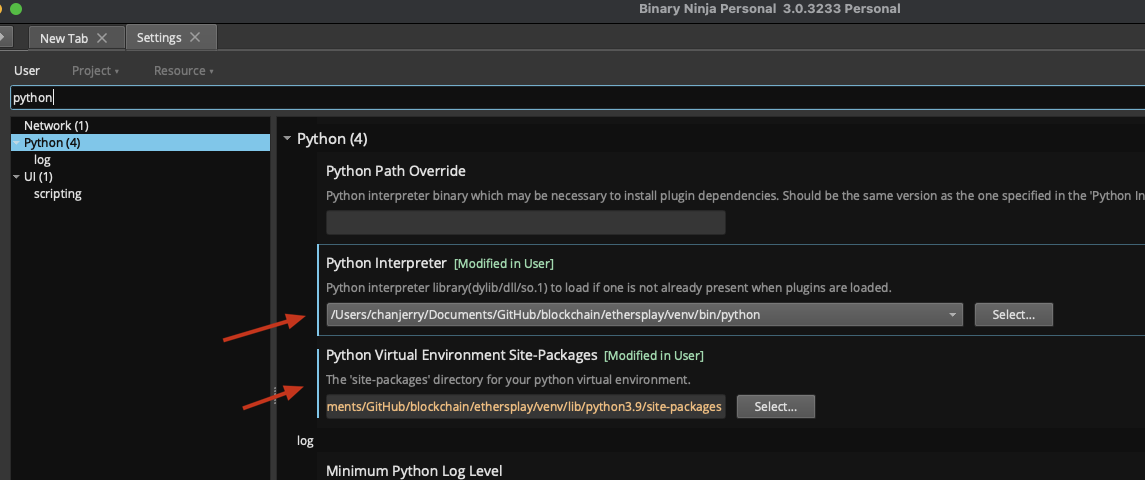 Binary Ninja Personal 3.0.3233 Personal
New Tab Settings
User Project Resource
python
Network (1)
Python (4)
log
UI (1)
scripting
Python (4)
Python Path Override
Python interpreter binary which may be necessary to install plugin dependencies. Should be the same version as the one specified in the 'Python In
Python Interpreter [Modified in User]
Python interpreter library(dylib/dll/so.1) to load if one is not already present when plugins are loaded.
/Users/chanjerry/Documents/GitHub/blockchain/ethersplay/venv/bin/python Select...
Python Virtual Environment Site-Packages [Modified in User]
The 'site-packages' directory for your python virtual environment.
ments/GitHub/blockchain/ethersplay/venv/lib/python3.9/site-packages Select...
log
Minimum Python Log Level